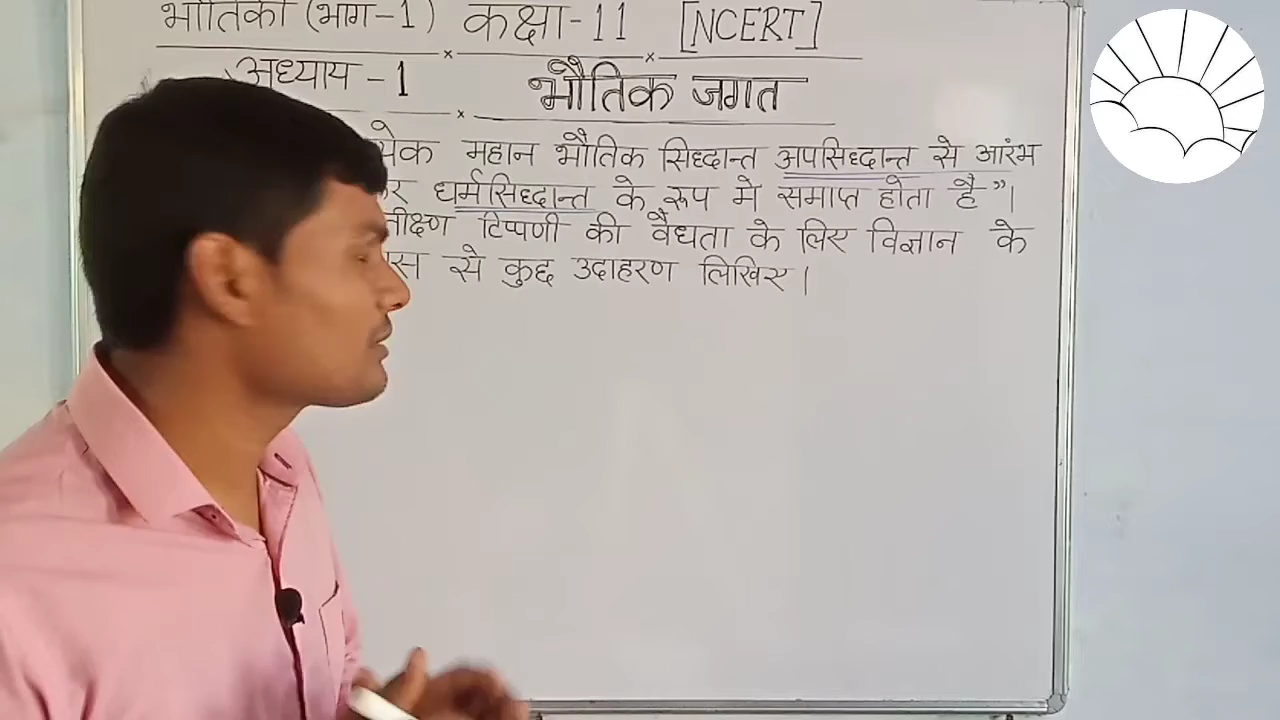 भौतिकी (भाग-1) कक्षा-11 [NCERT]
अध्याय -1 भौतिक जगत
महान भौतिक सिध्दान्त अपसिध्दान्त से आरंभ
धर्मसिध्दान्त के रूप मे समाप्त होता है”।
टिप्पणी की वैधता के लिए विज्ञान के
से कुछ उदाहरण लिखिए।